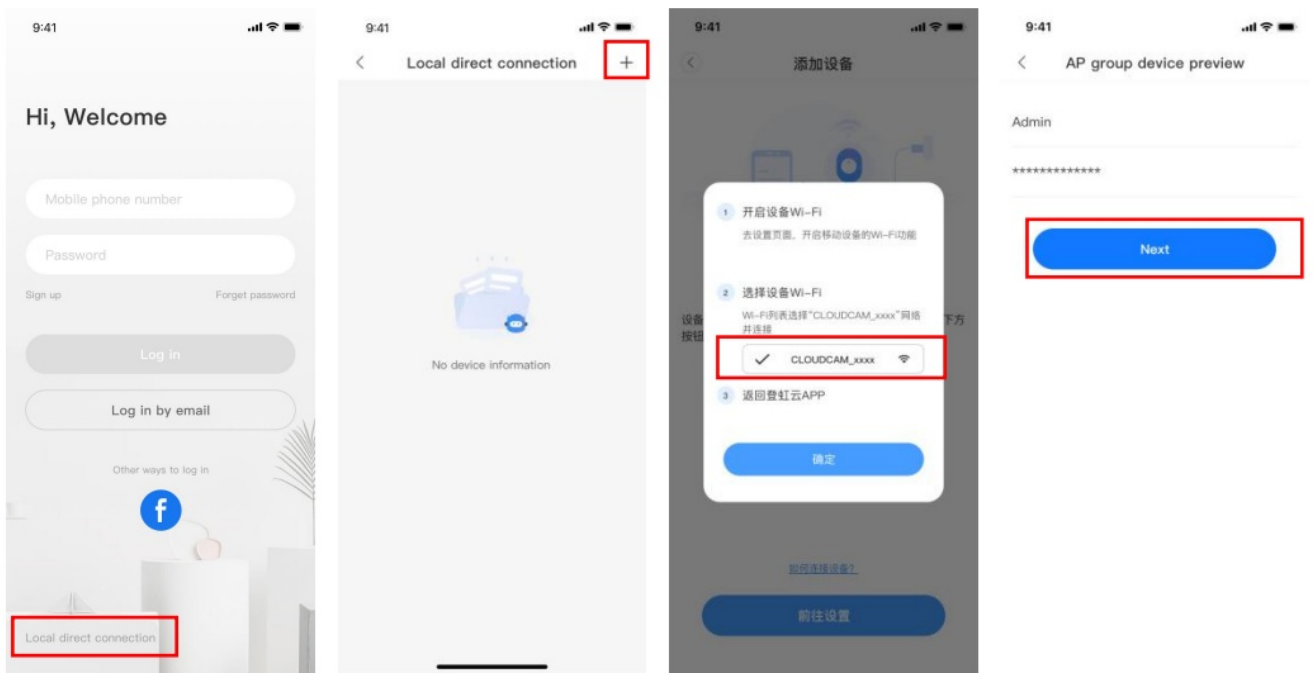 9:41
Hi, Welcome
Mobile phone number
Password
Sign up
Forget password
Log in
Log in by email
Other ways to log in
f
Local direct connection
9:41
Local direct connection
+
No device information
9:41
添加设备
1 开启设备Wi-Fi
去设置页面，开启移动设备的Wi-Fi功能
2 选择设备Wi-Fi
Wi-Fi列表选择"CLOUDCAM_xxxx"网络
并连接
CLOUDCAM_xxxx
3 返回登虹云APP
确定
设备
按钮
下方
如何连接设备？
前往设置
9:41
AP group device preview
Admin
*************
Next